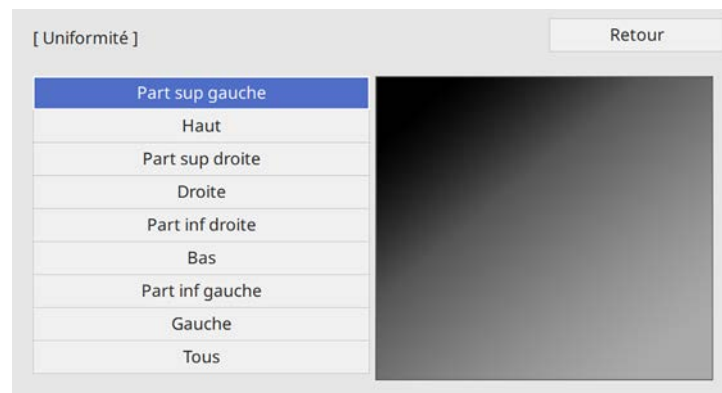 [ Uniformité ]
Retour
Part sup gauche
Haut
Part sup droite
Droite
Part inf droite
Bas
Part inf gauche
Gauche
Tous